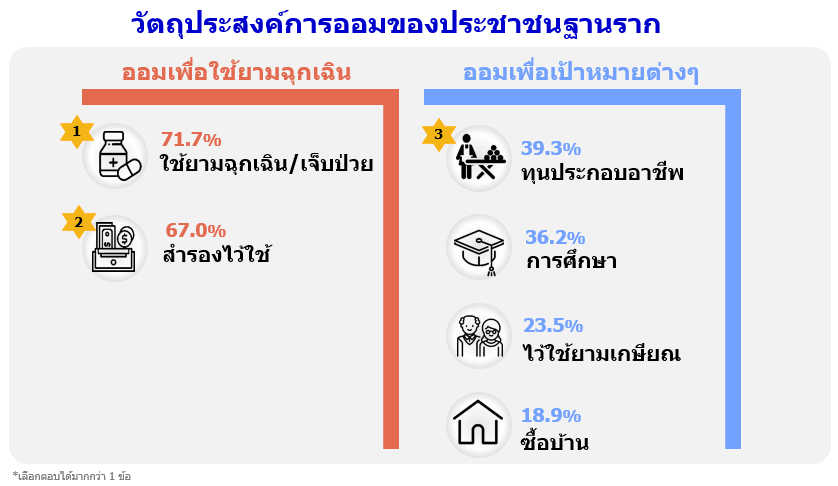 วัตถุประสงค์การออมของประชาชนฐานราก
ออมเพื่อใช้ยามฉุกเฉิน
1
71.7%
ใช้ยามฉุกเฉิน/เจ็บป่วย
2
67.0%
สำรองไว้ใช้
ออมเพื่อเป้าหมายต่างๆ
3
39.3%
ทุนประกอบอาชีพ
36.2%
การศึกษา
23.5%
ไว้ใช้ยามเกษียณ
18.9%
ซื้อบ้าน
*เลือกตอบได้มากกว่า 1 ข้อ